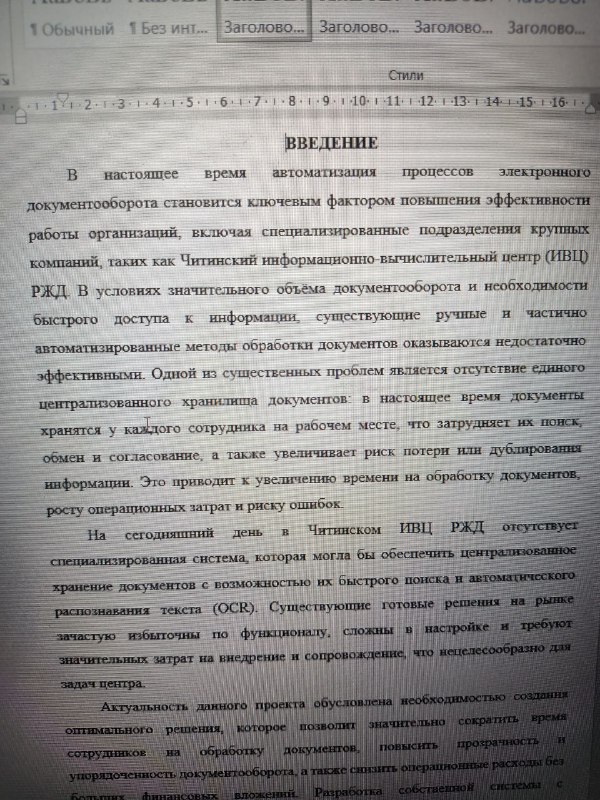 ¶ Обычный ¶ Без инт... Заголово... Заголово... Заголово... Заголово...
Стили
1 2 3 4 5 6 7 8 9 10 11 12 13 14 15 16
ВВЕДЕНИЕ
В настоящее время автоматизация процессов электронного
документооборота становится ключевым фактором повышения эффективности
работы организаций, включая специализированные подразделения крупных
компаний, таких как Читинский информационно-вычислительный центр (ИВЦ)
РЖД. В условиях значительного объёма документооборота и необходимости
быстрого доступа к информации, существующие ручные и частично
автоматизированные методы обработки документов оказываются недостаточно
эффективными. Одной из существенных проблем является отсутствие единого
централизованного хранилища документов: в настоящее время документы
хранятся у каждого сотрудника на рабочем месте, что затрудняет их поиск,
обмен и согласование, а также увеличивает риск потери или дублирования
информации. Это приводит к увеличению времени на обработку документов,
росту операционных затрат и риску ошибок.
На сегодняшний день в Читинском ИВЦ РЖД отсутствует
специализированная система, которая могла бы обеспечить централизованное
хранение документов с возможностью их быстрого поиска и автоматического
распознавания текста (OCR). Существующие готовые решения на рынке
зачастую избыточны по функционалу, сложны в настройке и требуют
значительных затрат на внедрение и сопровождение, что нецелесообразно для
задач центра.
Актуальность данного проекта обусловлена необходимостью создания
оптимального решения, которое позволит значительно сократить время
сотрудников на обработку документов, повысить прозрачность и
упорядоченность документооборота, а также снизить операционные расходы без
больших финансовых вложений. Разработка собственной системы с